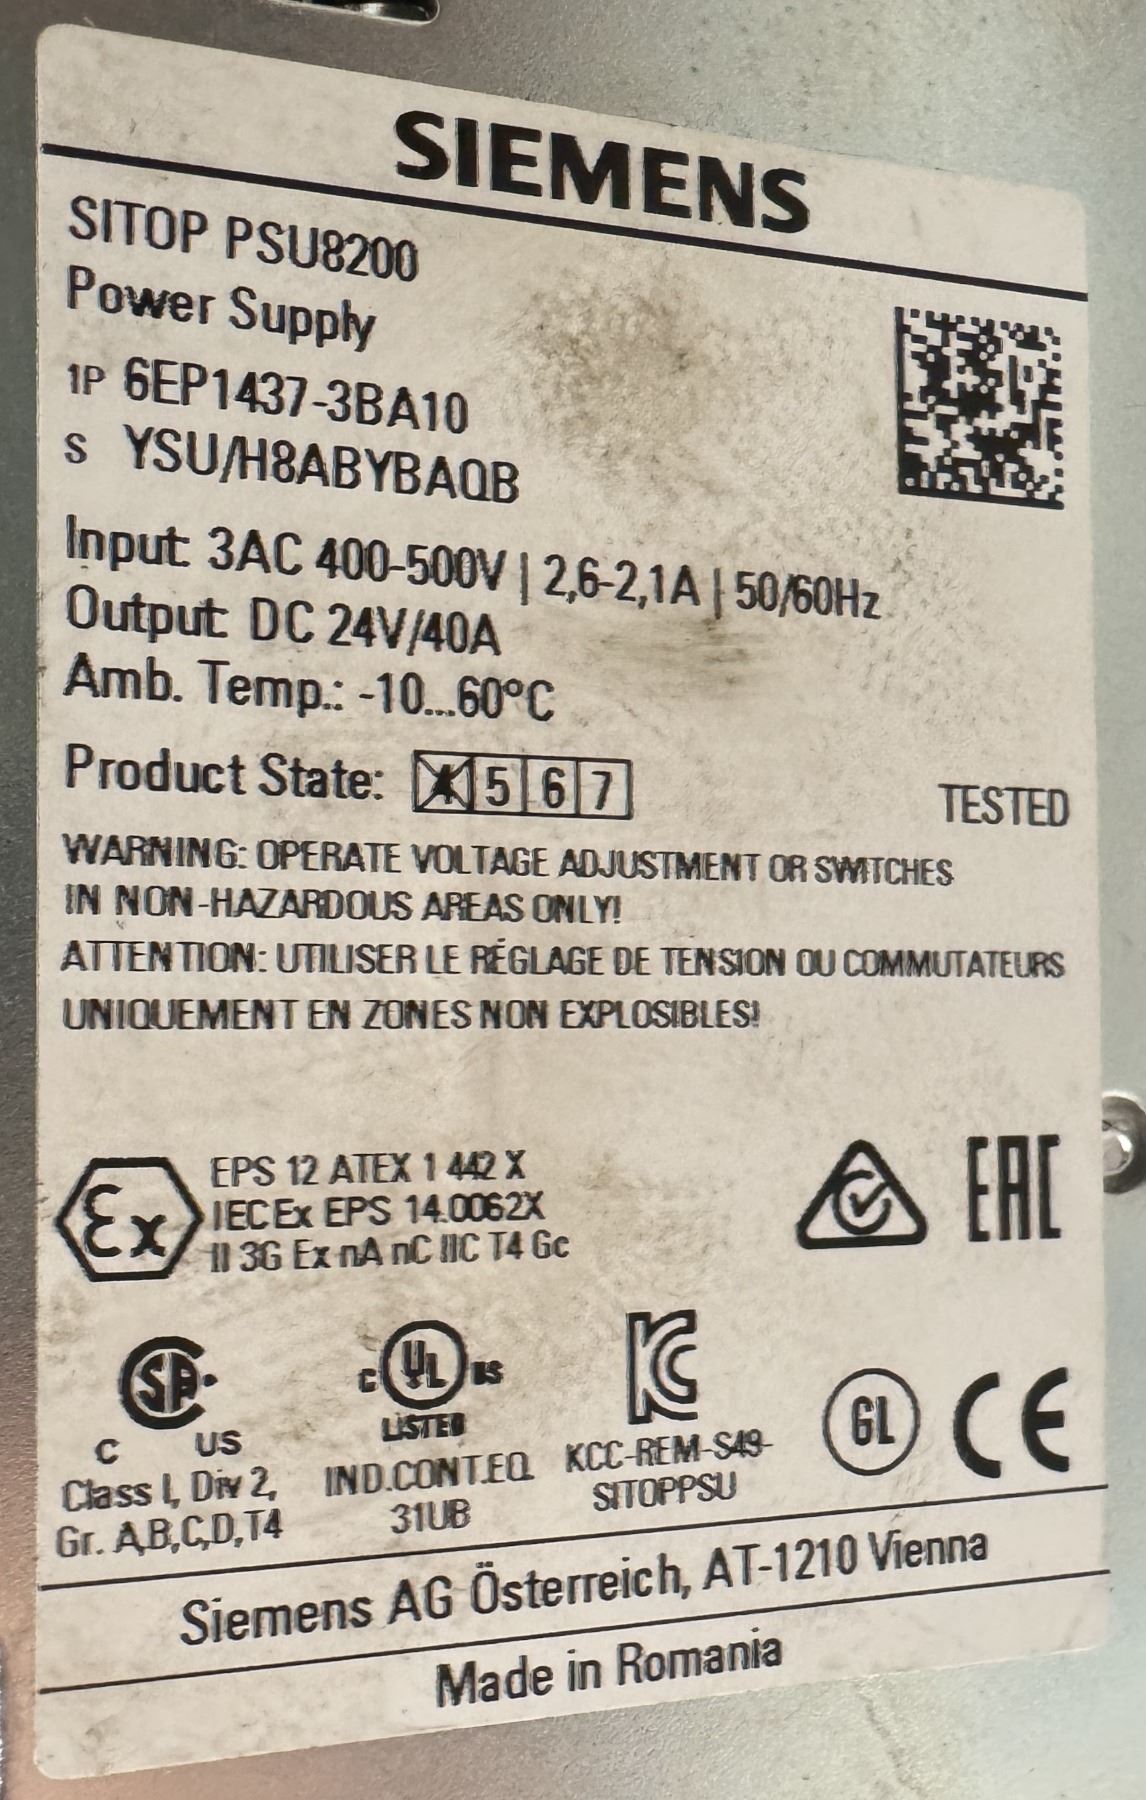 SIEMENS
SITOP PSU8200
Power Supply
1P 6EP1437-3BA10
S YSU/H8ABYBAQB
Input: 3AC 400-500V | 2,6-2,1A | 50/60Hz
Output: DC 24V/40A
Amb. Temp.: -10...60°C
Product State: 4 5 6 7
TESTED
WARNING: OPERATE VOLTAGE ADJUSTMENT OR SWITCHES
IN NON-HAZARDOUS AREAS ONLY!
ATTENTION: UTILISER LE RÉGLAGE DE TENSION OU COMMUTATEURS
UNIQUEMENT EN ZONES NON EXPLOSIBLES!
Ex
EPS 12 ATEX 1 442 X
IECEx EPS 14.0062X
II 3G Ex nA nC IIC T4 Gc
EAC
C SA US
Class I, Div 2,
Gr. A,B,C,D,T4
C UL US
LISTED
IND.CONT.EQ.
31UB
KC
KCC-REM-S49-
SITOPPSU
GL
CE
Siemens AG Österreich, AT-1210 Vienna
Made in Romania